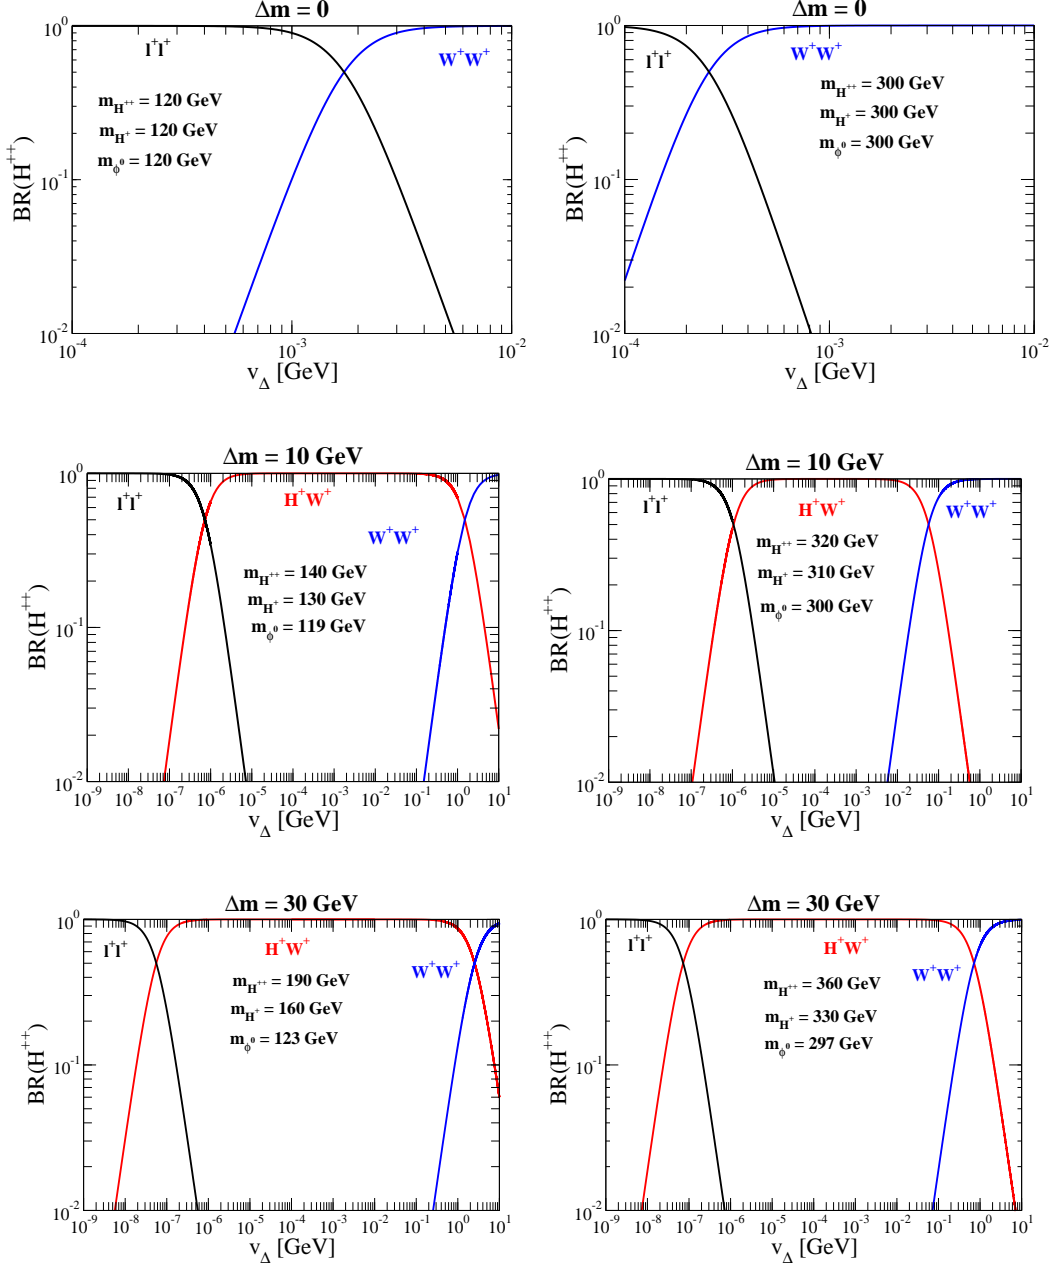 Δm = 0
10⁰
10⁻¹
10⁻²
BR(H⁺⁺)
l⁺l⁺
W⁺W⁺
m_H⁺⁺ = 120 GeV
m_H⁺ = 120 GeV
m_ϕ⁰ = 120 GeV
10⁻⁴ 10⁻³ 10⁻²
v_Δ [GeV]
Δm = 0
10⁰
10⁻¹
10⁻²
BR(H⁺⁺)
l⁺l⁺
W⁺W⁺
m_H⁺⁺ = 300 GeV
m_H⁺ = 300 GeV
m_ϕ⁰ = 300 GeV
10⁻⁴ 10⁻³ 10⁻²
v_Δ [GeV]
Δm = 10 GeV
10⁰
10⁻¹
10⁻²
BR(H⁺⁺)
l⁺l⁺
H⁺W⁺
W⁺W⁺
m_H⁺⁺ = 140 GeV
m_H⁺ = 130 GeV
m_ϕ⁰ = 119 GeV
10⁻⁹ 10⁻⁸ 10⁻⁷ 10⁻⁶ 10⁻⁵ 10⁻⁴ 10⁻³ 10⁻² 10⁻¹ 10⁰ 10¹
v_Δ [GeV]
Δm = 10 GeV
10⁰
10⁻¹
10⁻²
BR(H⁺⁺)
l⁺l⁺
H⁺W⁺
W⁺W⁺
m_H⁺⁺ = 320 GeV
m_H⁺ = 310 GeV
m_ϕ⁰ = 300 GeV
10⁻⁹ 10⁻⁸ 10⁻⁷ 10⁻⁶ 10⁻⁵ 10⁻⁴ 10⁻³ 10⁻² 10⁻¹ 10⁰ 10¹
v_Δ [GeV]
Δm = 30 GeV
10⁰
10⁻¹
10⁻²
BR(H⁺⁺)
l⁺l⁺
H⁺W⁺
W⁺W⁺
m_H⁺⁺ = 190 GeV
m_H⁺ = 160 GeV
m_ϕ⁰ = 123 GeV
10⁻⁹ 10⁻⁸ 10⁻⁷ 10⁻⁶ 10⁻⁵ 10⁻⁴ 10⁻³ 10⁻² 10⁻¹ 10⁰ 10¹
v_Δ [GeV]
Δm = 30 GeV
10⁰
10⁻¹
10⁻²
BR(H⁺⁺)
l⁺l⁺
H⁺W⁺
W⁺W⁺
m_H⁺⁺ = 360 GeV
m_H⁺ = 330 GeV
m_ϕ⁰ = 297 GeV
10⁻⁹ 10⁻⁸ 10⁻⁷ 10⁻⁶ 10⁻⁵ 10⁻⁴ 10⁻³ 10⁻² 10⁻¹ 10⁰ 10¹
v_Δ [GeV]